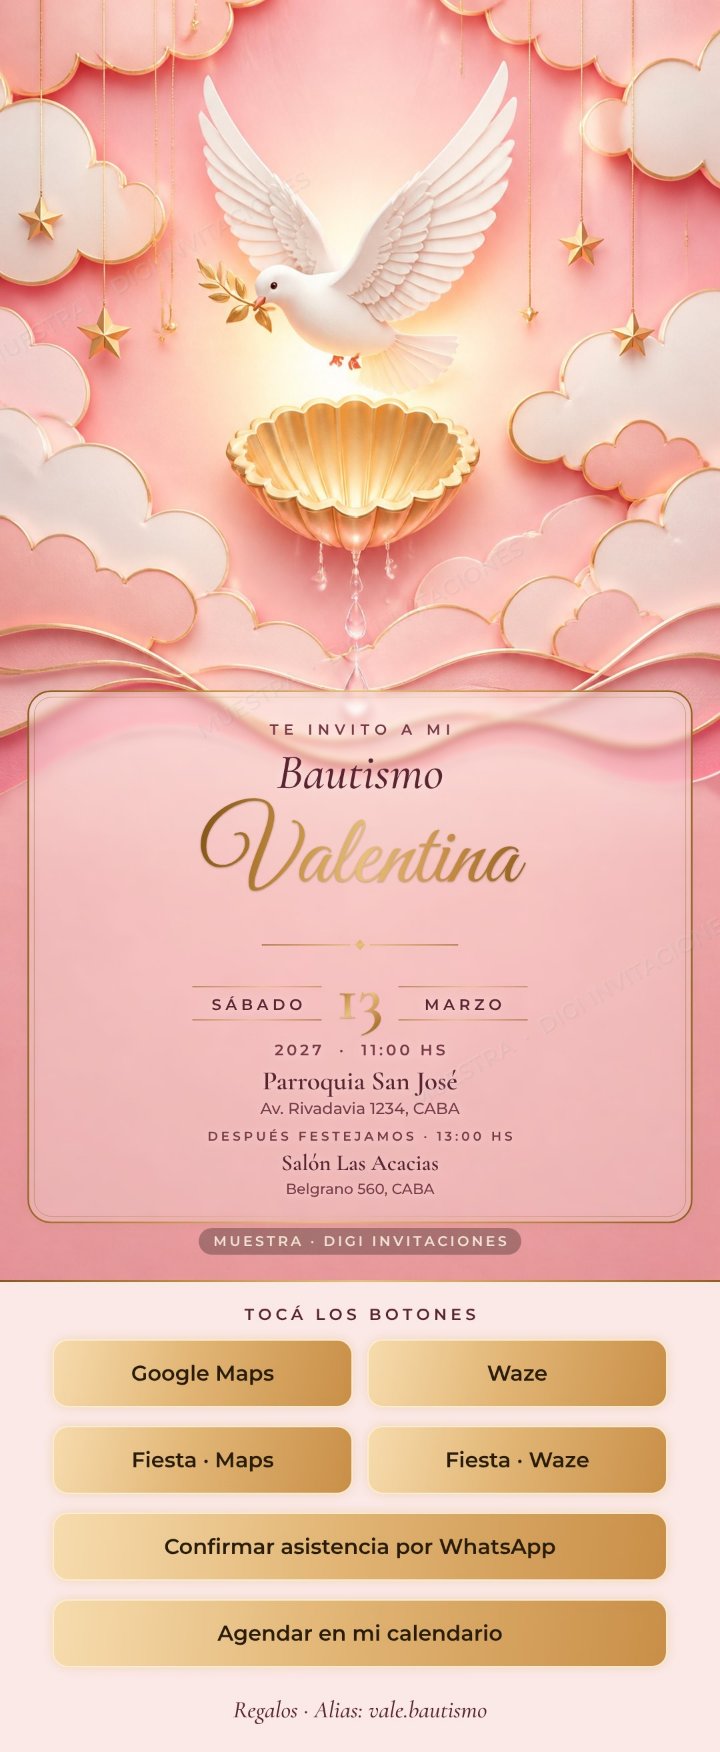 TE INVITO A MI
Bautismo
Valentina
SÁBADO 13 MARZO
2027 · 11:00 HS
Parroquia San José
Av. Rivadavia 1234, CABA
DESPUÉS FESTEJAMOS · 13:00 HS
Salón Las Acacias
Belgrano 560, CABA
MUESTRA · DIGI INVITACIONES
TOCÁ LOS BOTONES
Google Maps
Waze
Fiesta · Maps
Fiesta · Waze
Confirmar asistencia por WhatsApp
Agendar en mi calendario
Regalos · Alias: vale.bautismo